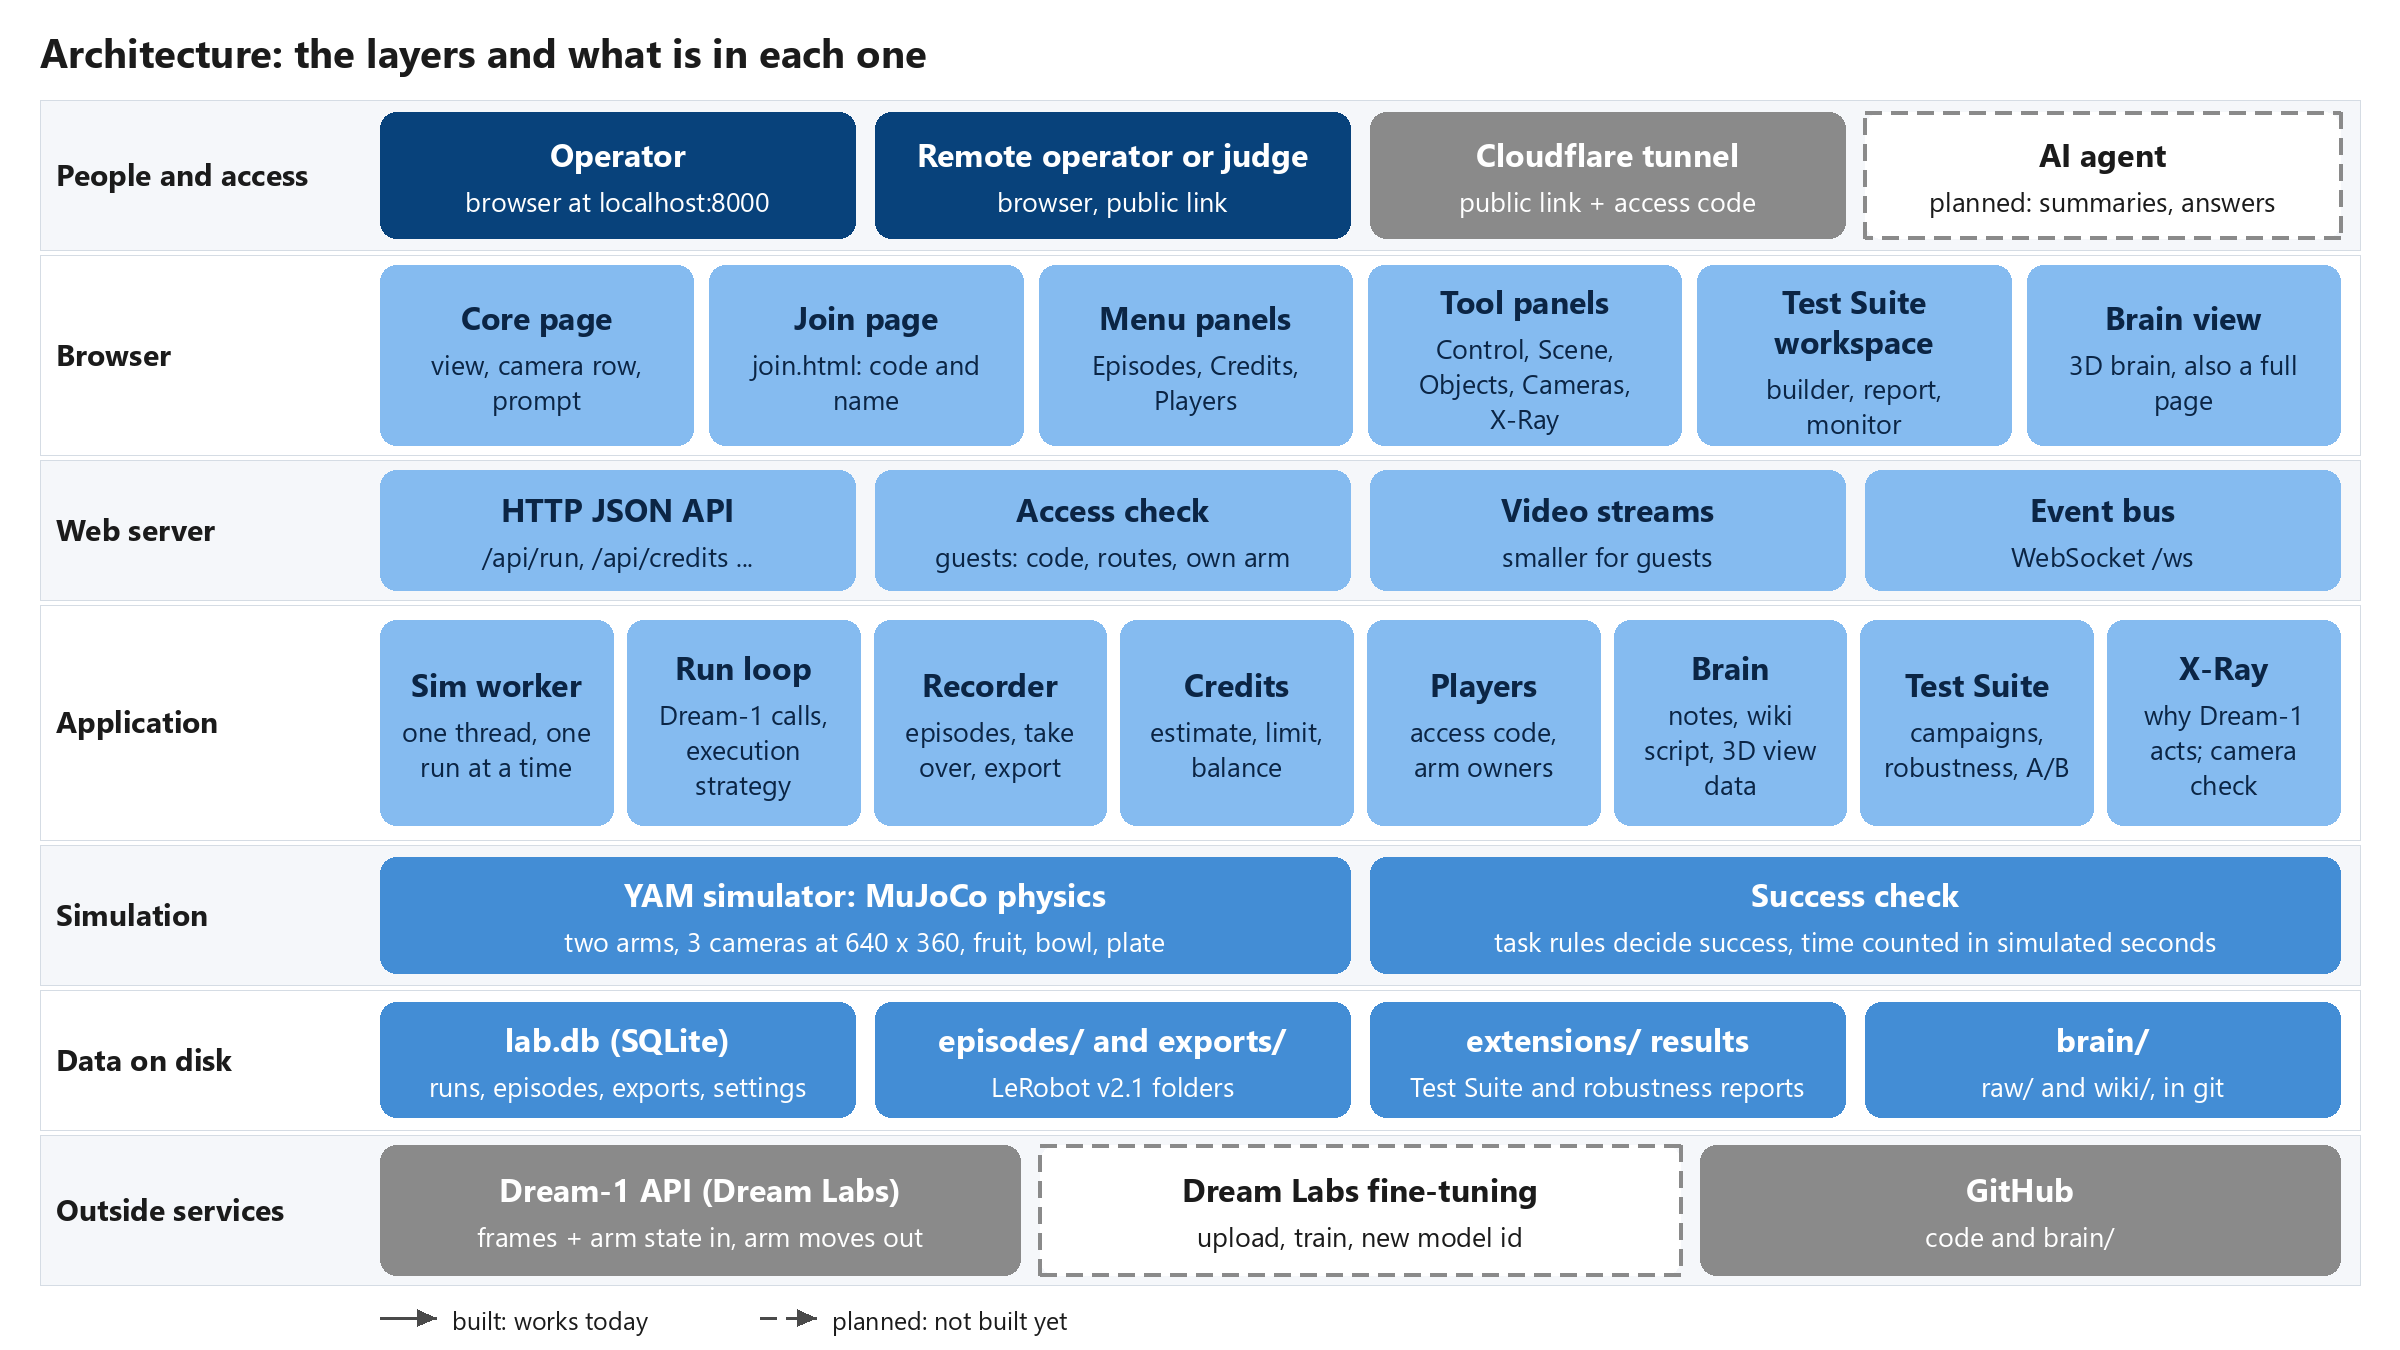 Architecture: the layers and what is in each one
People and access
Operator
browser at localhost:8000
Remote operator or judge
browser, public link
Cloudflare tunnel
public link + access code
AI agent
planned: summaries, answers
Browser
Core page
view, camera row,
prompt
Join page
join.html: code and
name
Menu panels
Episodes, Credits,
Players
Tool panels
Control, Scene,
Objects, Cameras,
X-Ray
Test Suite
workspace
builder, report,
monitor
Brain view
3D brain, also a full
page
Web server
HTTP JSON API
/api/run, /api/credits ...
Access check
guests: code, routes, own arm
Video streams
smaller for guests
Event bus
WebSocket /ws
Application
Sim worker
one thread, one
run at a time
Run loop
Dream-1 calls,
execution
strategy
Recorder
episodes, take
over, export
Credits
estimate, limit,
balance
Players
access code,
arm owners
Brain
notes, wiki
script, 3D view
data
Test Suite
campaigns,
robustness, A/B
X-Ray
why Dream-1
acts; camera
check
Simulation
YAM simulator: MuJoCo physics
two arms, 3 cameras at 640 x 360, fruit, bowl, plate
Success check
task rules decide success, time counted in simulated seconds
Data on disk
lab.db (SQLite)
runs, episodes, exports, settings
episodes/ and exports/
LeRobot v2.1 folders
extensions/ results
Test Suite and robustness reports
brain/
raw/ and wiki/, in git
Outside services
Dream-1 API (Dream Labs)
frames + arm state in, arm moves out
Dream Labs fine-tuning
upload, train, new model id
GitHub
code and brain/
built: works today
planned: not built yet